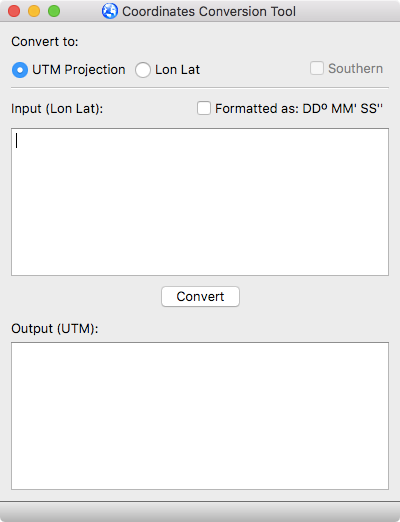 Coordinates Conversion Tool
Convert to:
UTM Projection Lon Lat Southern
Input (Lon Lat): Formatted as: DDº MM' SS''
Convert
Output (UTM):